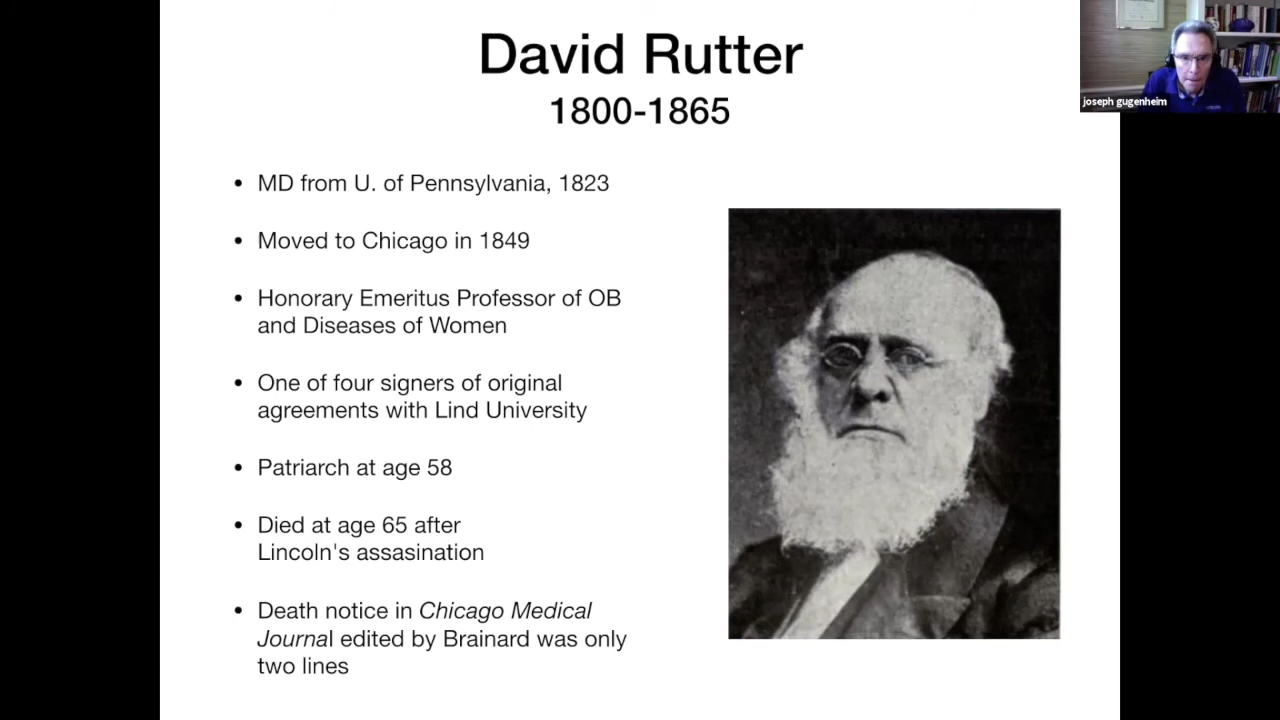 David Rutter
1800-1865
joseph gugenheim
• MD from U. of Pennsylvania, 1823
• Moved to Chicago in 1849
• Honorary Emeritus Professor of OB
and Diseases of Women
• One of four signers of original
agreements with Lind University
• Patriarch at age 58
• Died at age 65 after
Lincoln's assasination
• Death notice in Chicago Medical
Journal edited by Brainard was only
two lines